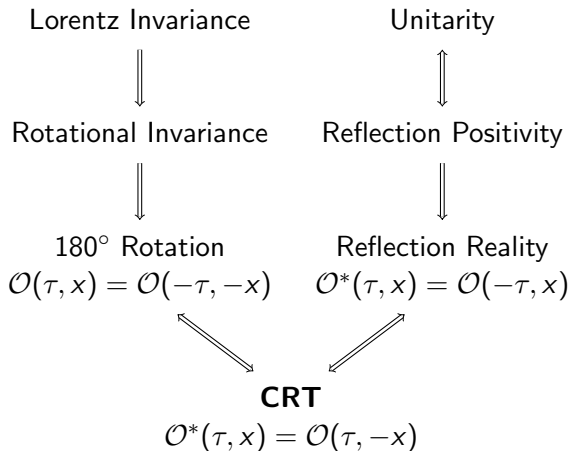 Lorentz Invariance Unitarity
Rotational Invariance Reflection Positivity
180° Rotation Reflection Reality
𝒪(τ, x) = 𝒪(−τ, −x) 𝒪*(τ, x) = 𝒪(−τ, x)
CRT
𝒪*(τ, x) = 𝒪(τ, −x)